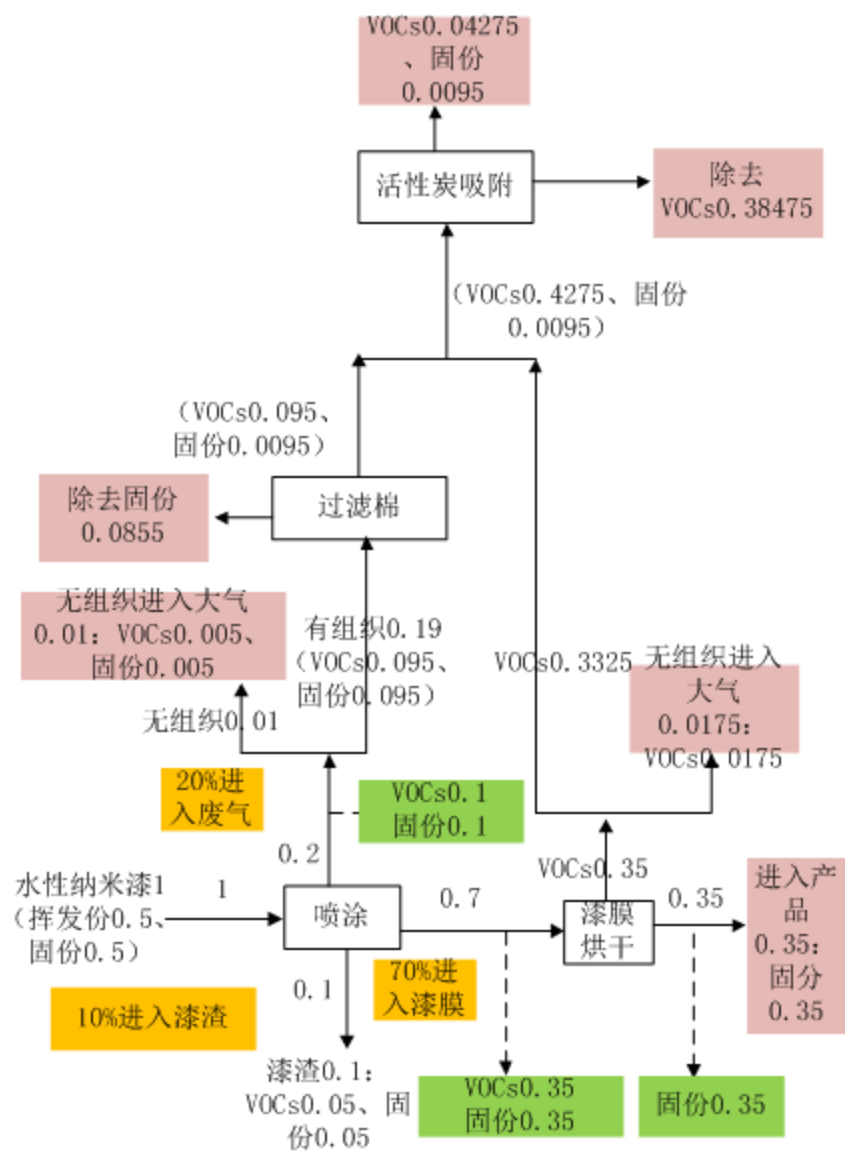 VOCs0.04275
、固份
0.0095
活性炭吸附
除去
VOCs0.38475
（VOCs0.4275、固份
0.0095）
（VOCs0.095、
固份0.0095）
除去固份
0.0855
过滤棉
无组织进入大气
0.01：VOCs0.005、
固份0.005
有组织0.19
（VOCs0.095、
固份0.095）
VOCs0.3325
无组织进入
大气
0.0175：
VOCs0.0175
无组织0.01
20%进
入废气
VOCs0.1
固份0.1
0.2
VOCs0.35
水性纳米漆1
（挥发份0.5、
固份0.5）
1
喷涂
0.7
漆膜
烘干
0.35
进入产
品
0.35：
固分
0.35
10%进入漆渣
0.1
70%进
入漆膜
漆渣0.1：
VOCs0.05、固
份0.05
VOCs0.35
固份0.35
固份0.35